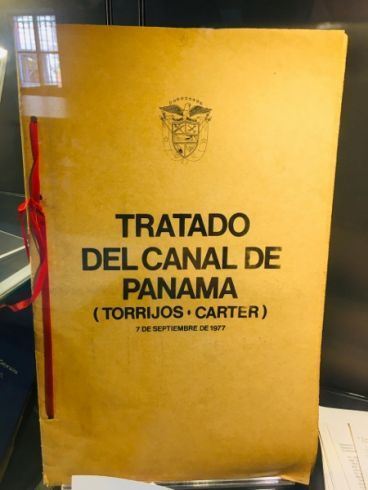 TRATADO
DEL CANAL DE
PANAMA
( TORRIJOS • CARTER )
7 DE SEPTIEMBRE DE 1977